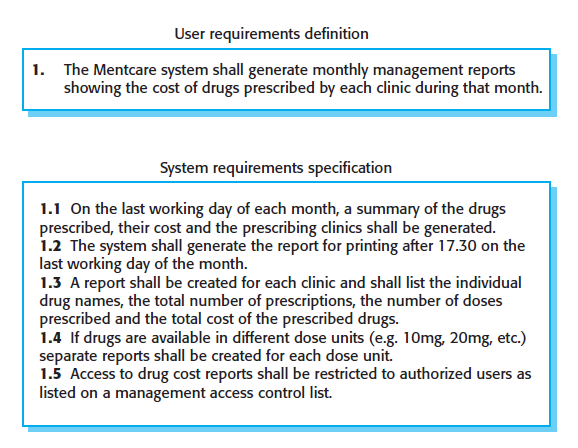 User requirements definition
1. The Mentcare system shall generate monthly management reports
showing the cost of drugs prescribed by each clinic during that month.
System requirements specification
1.1 On the last working day of each month, a summary of the drugs
prescribed, their cost and the prescribing clinics shall be generated.
1.2 The system shall generate the report for printing after 17.30 on the
last working day of the month.
1.3 A report shall be created for each clinic and shall list the individual
drug names, the total number of prescriptions, the number of doses
prescribed and the total cost of the prescribed drugs.
1.4 If drugs are available in different dose units (e.g. 10mg, 20mg, etc.)
separate reports shall be created for each dose unit.
1.5 Access to drug cost reports shall be restricted to authorized users as
listed on a management access control list.